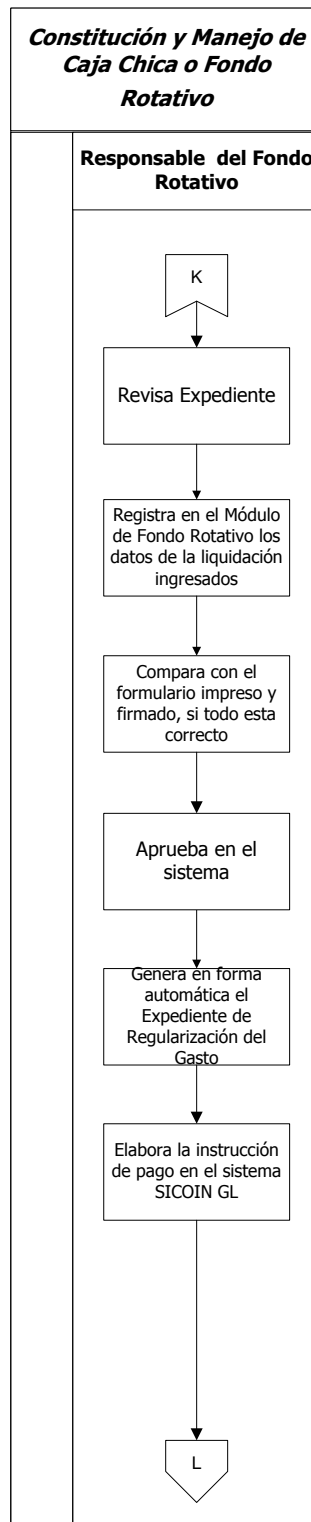 Constitución y Manejo de
Caja Chica o Fondo
Rotativo
Responsable del Fondo
Rotativo
K
Revisa Expediente
Registra en el Módulo
de Fondo Rotativo los
datos de la liquidación
ingresados
Compara con el
formulario impreso y
firmado, si todo esta
correcto
Aprueba en el
sistema
Genera en forma
automática el
Expediente de
Regularización del
Gasto
Elabora la instrucción
de pago en el sistema
SICOIN GL
L